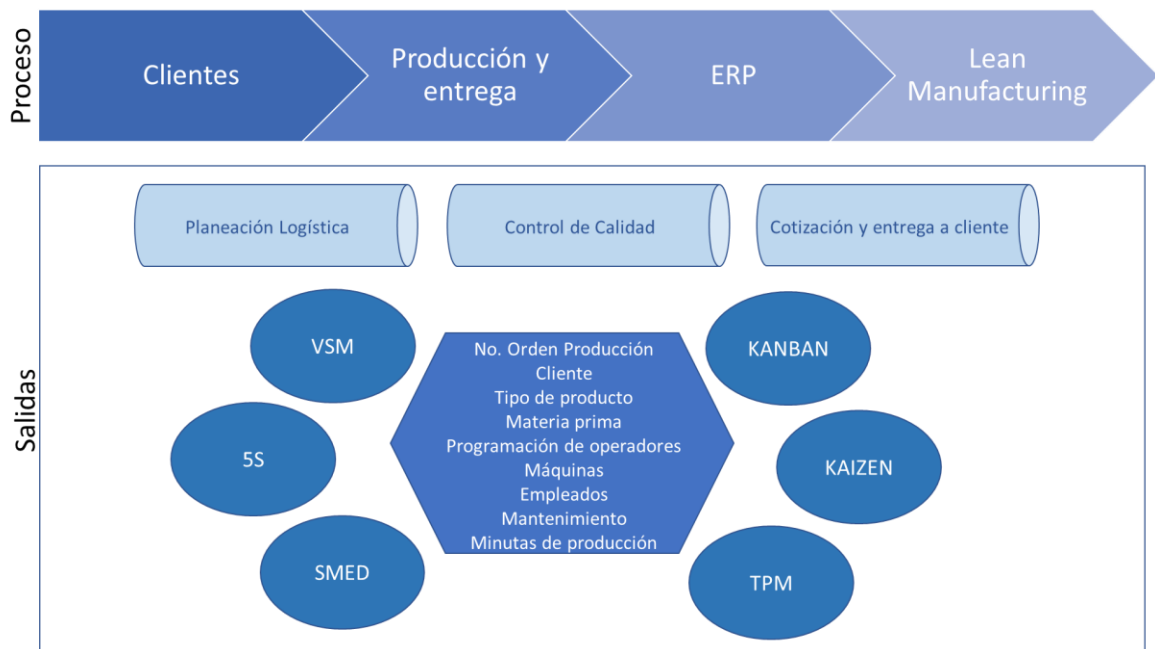 Proceso
Clientes
Producción y
entrega
ERP
Lean
Manufacturing
Salidas
Planeación Logística
Control de Calidad
Cotización y entrega a cliente
VSM
5S
SMED
No. Orden Producción
Cliente
Tipo de producto
Materia prima
Programación de operadores
Máquinas
Empleados
Mantenimiento
Minutas de producción
KANBAN
KAIZEN
TPM